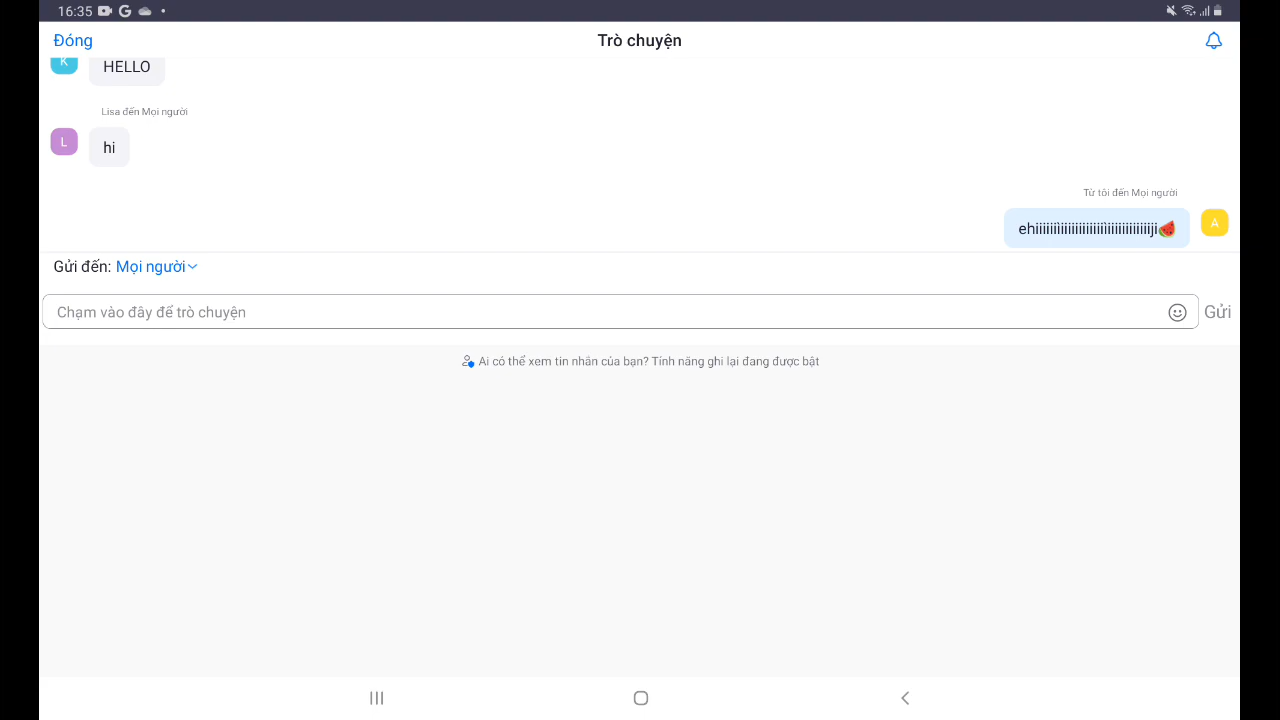 16:35
Đóng
Trò chuyện
K
HELLO
Lisa đến Mọi người
L
hi
Từ tôi đến Mọi người
A
Gửi đến: Mọi người
Chạm vào đây để trò chuyện
Gửi
Ai có thể xem tin nhắn của bạn? Tính năng ghi lại đang được bật